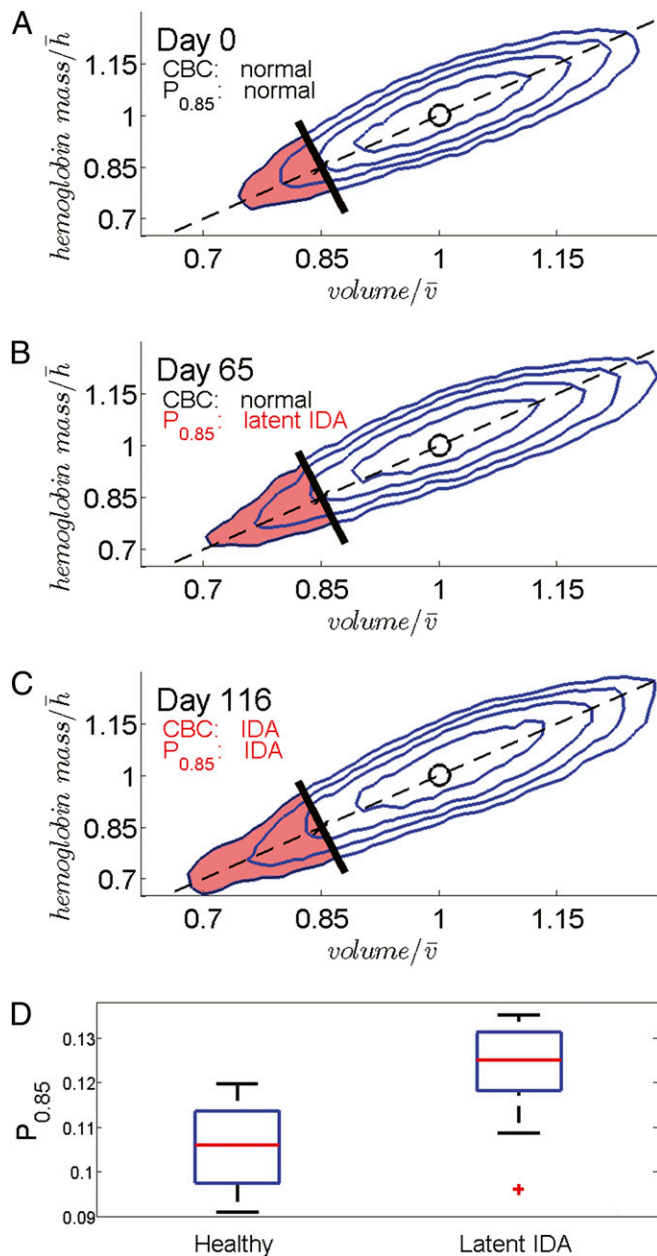 A
Day 0
CBC: normal
P0.85: normal
hemoglobin mass/h̄
1.15
1
0.85
0.7
0.7 0.85 1 1.15
volume/v̄
B
Day 65
CBC: normal
P0.85: latent IDA
hemoglobin mass/h̄
1.15
1
0.85
0.7
0.7 0.85 1 1.15
volume/v̄
C
Day 116
CBC: IDA
P0.85: IDA
hemoglobin mass/h̄
1.15
1
0.85
0.7
0.7 0.85 1 1.15
volume/v̄
D
P0.85
0.13
0.12
0.11
0.1
0.09
Healthy Latent IDA